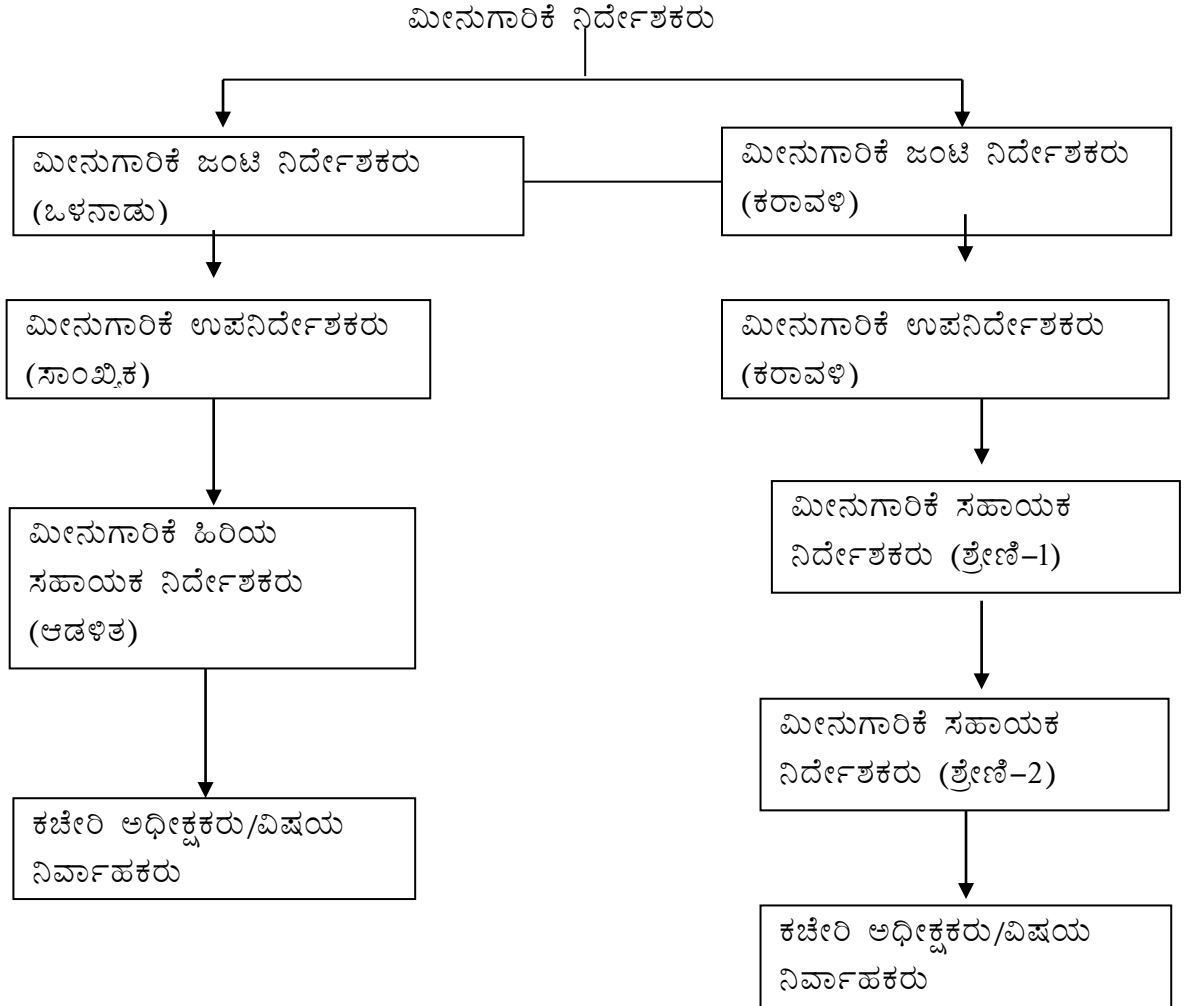 ಮೀನುಗಾರಿಕೆ ನಿರ್ದೇಶಕರು
ಮೀನುಗಾರಿಕೆ ಜಂಟಿ ನಿರ್ದೇಶಕರು
(ಒಳನಾಡು)
ಮೀನುಗಾರಿಕೆ ಜಂಟಿ ನಿರ್ದೇಶಕರು
(ಕರಾವಳಿ)
ಮೀನುಗಾರಿಕೆ ಉಪನಿರ್ದೇಶಕರು
(ಸಾಂಖ್ಯಿಕ)
ಮೀನುಗಾರಿಕೆ ಉಪನಿರ್ದೇಶಕರು
(ಕರಾವಳಿ)
ಮೀನುಗಾರಿಕೆ ಹಿರಿಯ
ಸಹಾಯಕ ನಿರ್ದೇಶಕರು
(ಆಡಳಿತ)
ಮೀನುಗಾರಿಕೆ ಸಹಾಯಕ
ನಿರ್ದೇಶಕರು (ಶ್ರೇಣಿ-1)
ಮೀನುಗಾರಿಕೆ ಸಹಾಯಕ
ನಿರ್ದೇಶಕರು (ಶ್ರೇಣಿ-2)
ಕಚೇರಿ ಅಧೀಕ್ಷಕರು/ವಿಷಯ
ನಿರ್ವಾಹಕರು
ಕಚೇರಿ ಅಧೀಕ್ಷಕರು/ವಿಷಯ
ನಿರ್ವಾಹಕರು